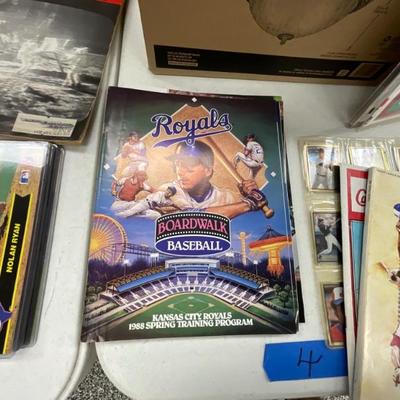 Royals
BOARDWALK
BASEBALL
KANSAS CITY ROYALS
1988 SPRING TRAINING PROGRAM
NOLAN RYAN
4